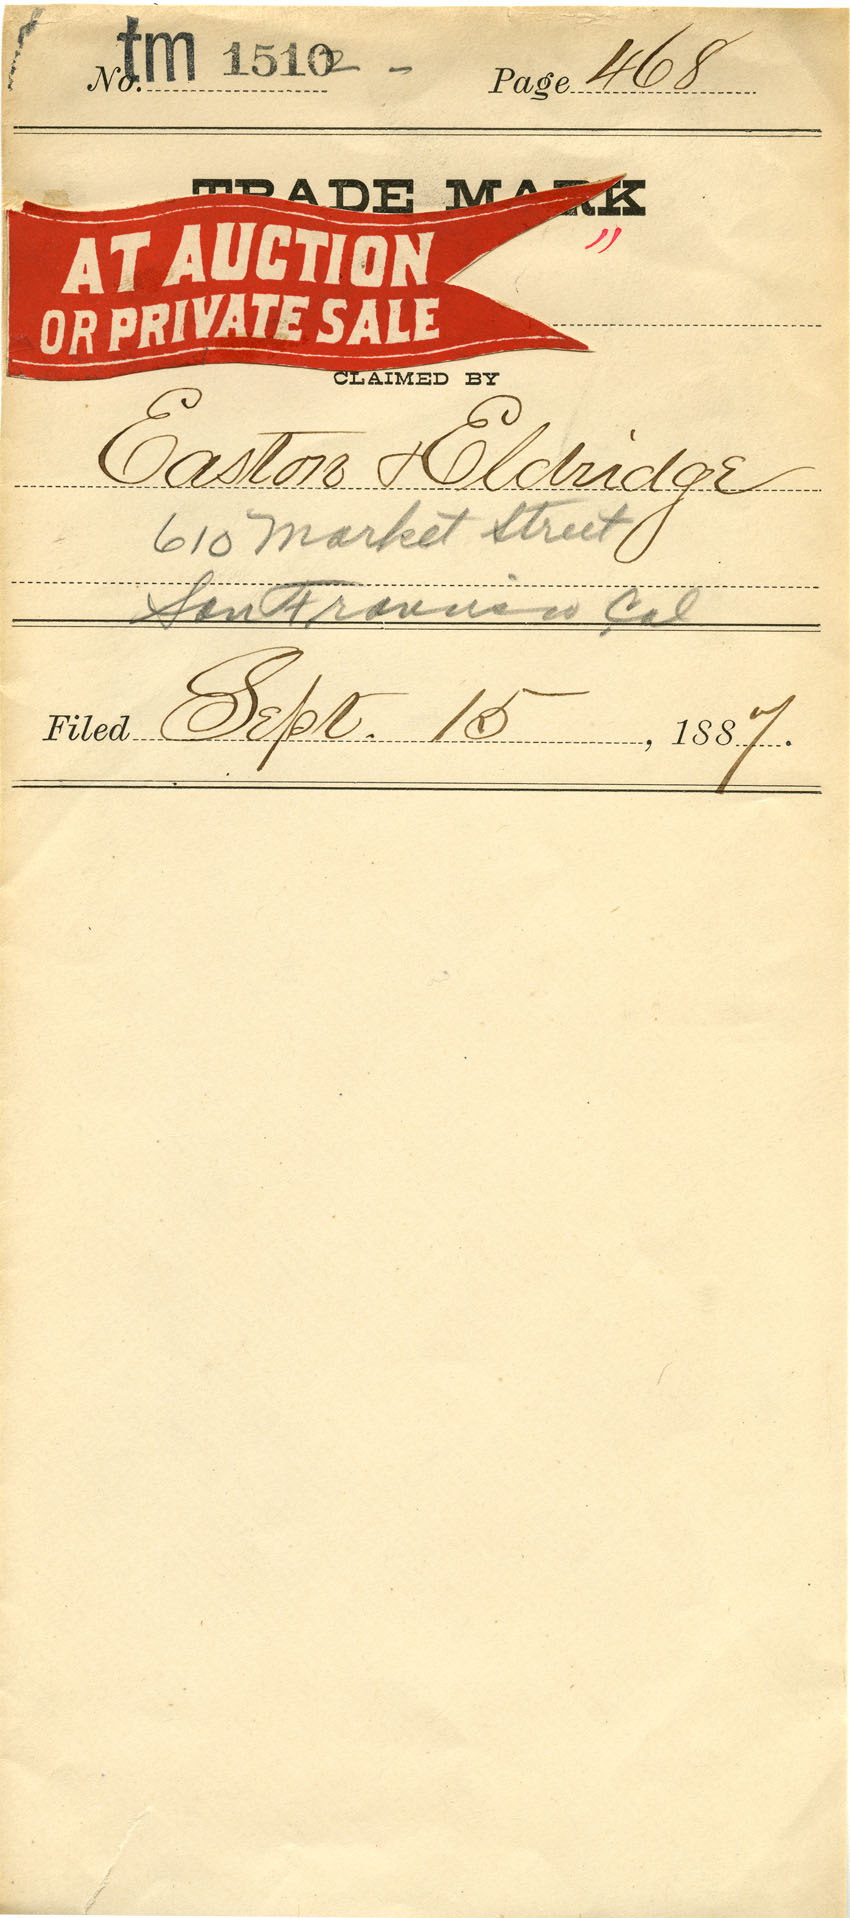 No. tm 1510 Page 468
TRADE MARK
"
AT AUCTION
OR PRIVATE SALE
CLAIMED BY
Easton & Eldridge
610 Market Street
San Francisco Cal
Filed Sept. 15, 1887.